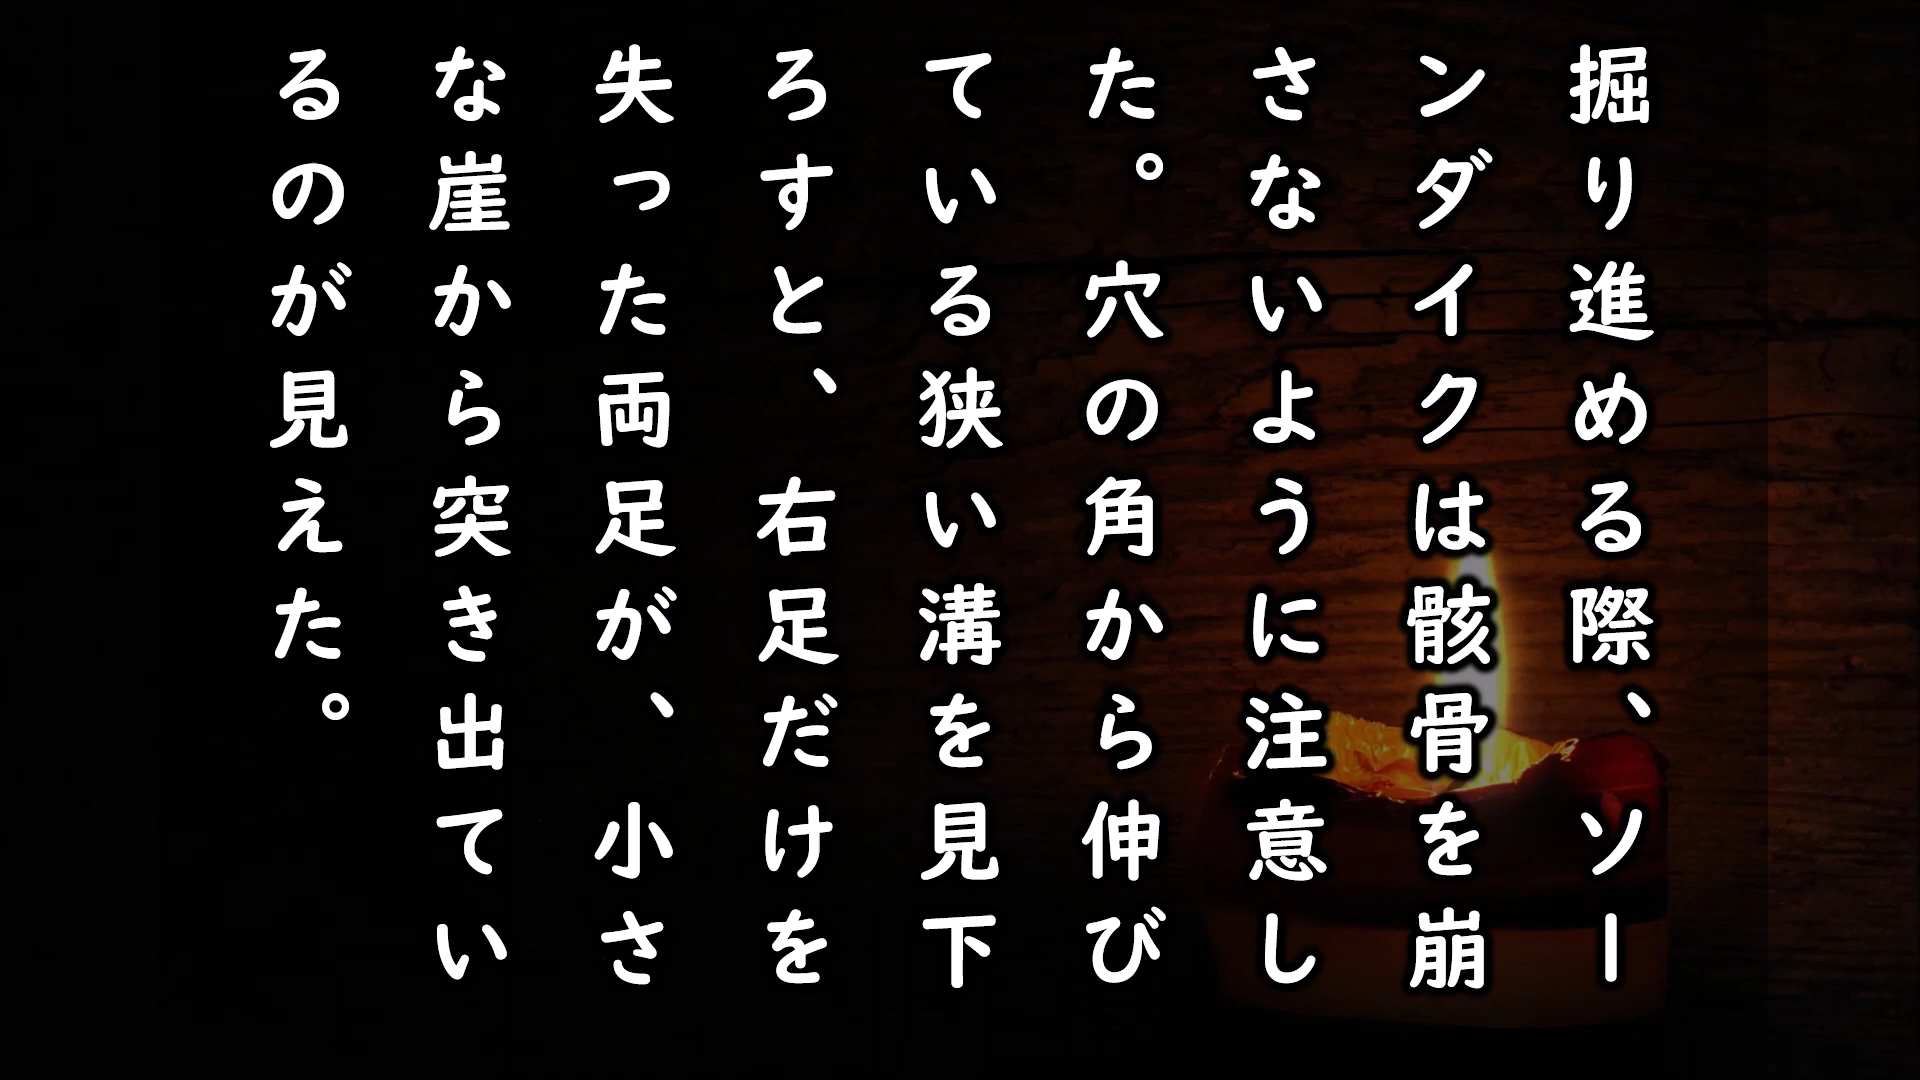 掘り進める際、ソー
ンダイクは骸骨を崩
さないように注意し
た。穴の角から伸び
ている狭い溝を見下
ろすと、右足だけを
失った両足が、小さ
な崖から突き出てい
るのが見えた。